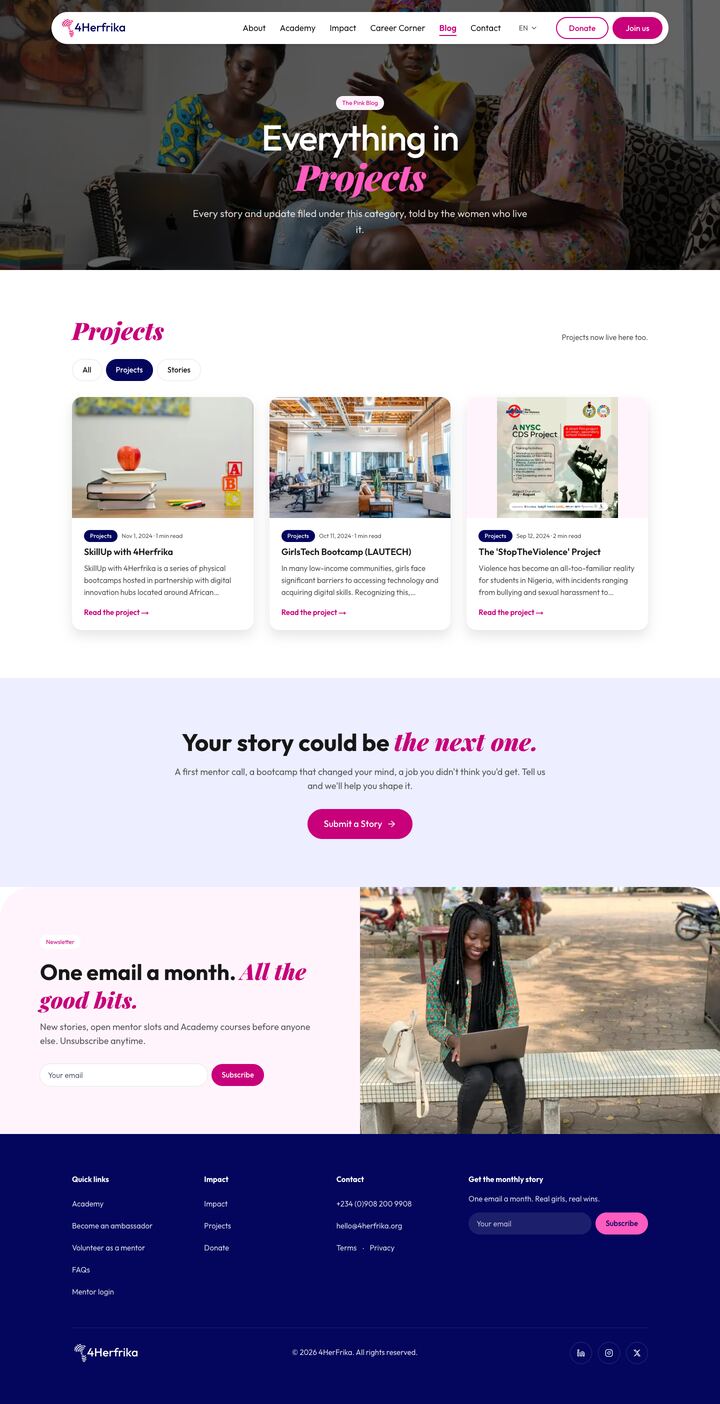 4Herfrika
About
Academy
Impact
Career Corner
Blog
Contact
EN
Donate
Join us
The Pink Blog
Everything in
Projects
Every story and update filed under this category, told by the women who live
it.
Projects
Projects now live here too.
All
Projects
Stories
A NYSC
CDS Project
Projects
Nov 1, 2024 · 1 min read
SkillUp with 4Herfrika
SkillUp with 4Herfrika is a series of physical
bootcamps hosted in partnership with digital
innovation hubs located around African...
Read the project →
Projects
Oct 11, 2024 · 1 min read
GirlsTech Bootcamp (LAUTECH)
In many low-income communities, girls face
significant barriers to accessing technology and
acquiring digital skills. Recognizing this,...
Read the project →
Projects
Sep 12, 2024 · 2 min read
The 'StopTheViolence' Project
Violence has become an all-too-familiar reality
for students in Nigeria, with incidents ranging
from bullying and sexual harassment to...
Read the project →
Your story could be the next one.
A first mentor call, a bootcamp that changed your mind, a job you didn't think you'd get. Tell us
and we'll help you shape it.
Submit a Story →
Newsletter
One email a month. All the
good bits.
New stories, open mentor slots and Academy courses before anyone
else. Unsubscribe anytime.
Your email
Subscribe
Quick links
Academy
Become an ambassador
Volunteer as a mentor
FAQs
Mentor login
Impact
Impact
Projects
Donate
Contact
+234 (0)908 200 9908
hello@4herfrika.org
Terms · Privacy
Get the monthly story
One email a month. Real girls, real wins.
Your email
Subscribe
4Herfrika
© 2026 4HerFrika. All rights reserved.